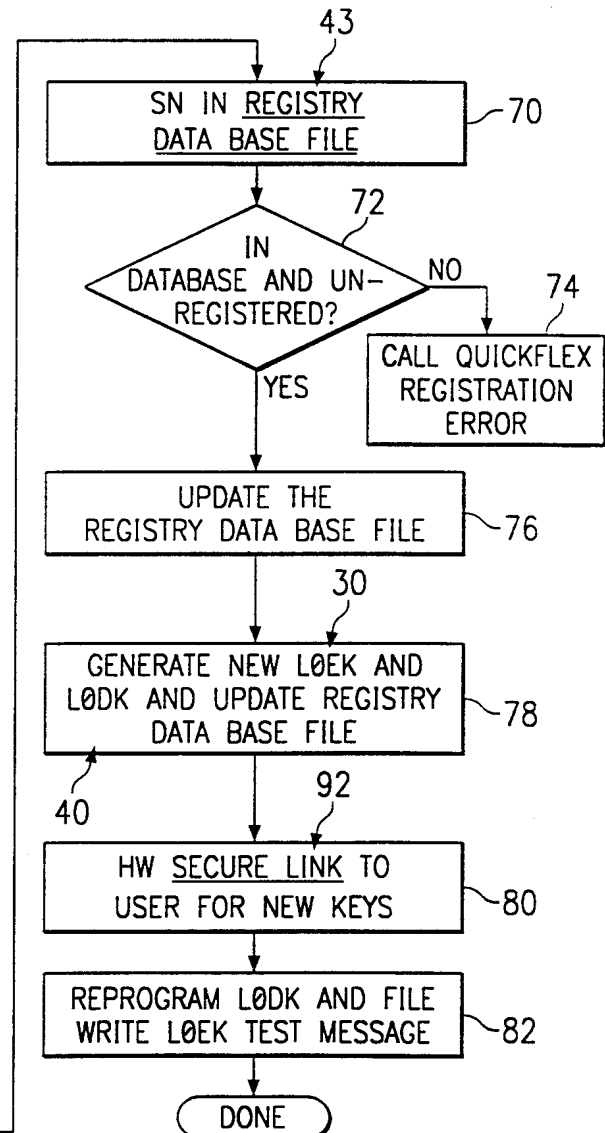 43
SN IN REGISTRY
DATA BASE FILE
70
72
IN
DATABASE AND UN-
REGISTERED?
NO
74
CALL QUICKFLEX
REGISTRATION
ERROR
YES
UPDATE THE
REGISTRY DATA BASE FILE
76
30
GENERATE NEW L0EK AND
L0DK AND UPDATE REGISTRY
DATA BASE FILE
78
40
92
HW SECURE LINK TO
USER FOR NEW KEYS
80
REPROGRAM L0DK AND FILE
WRITE L0EK TEST MESSAGE
82
DONE